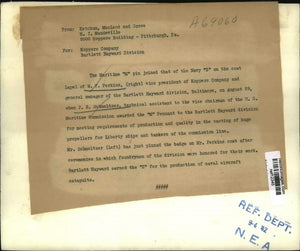 From: Ketchum, MacLeod and Grove
W. I. Mandeville
2000 Koppers Building - Pittsburgh, Pa.
A69060
For: Koppers Company
Bartlett Hayward Division
The Maritime "M" pin joined that of the Navy "E" on the coat
lapel of W. F. Perkins, (right) vice president of Koppers Company and
general manager of the Bartlett Hayward division, Baltimore, on August 29,
when J. E. Schmeltzer, technical assistant to the vice chairman of the U. S.
Maritime Commission awarded the "M" Pennant to the Bartlett Hayward division
for meeting requirements of production and quality in the casting of huge
propellers for Liberty ships and tankers of the commission line.
Mr. Schmeltzer (left) has just pinned the badge on Mr. Perkins coat after
ceremonies in which foundrymen of the division were honored for their work.
Bartlett Hayward earned the "E" for the production of naval aircraft
catapults.
#####
REF. DEPT.
N. E. A.